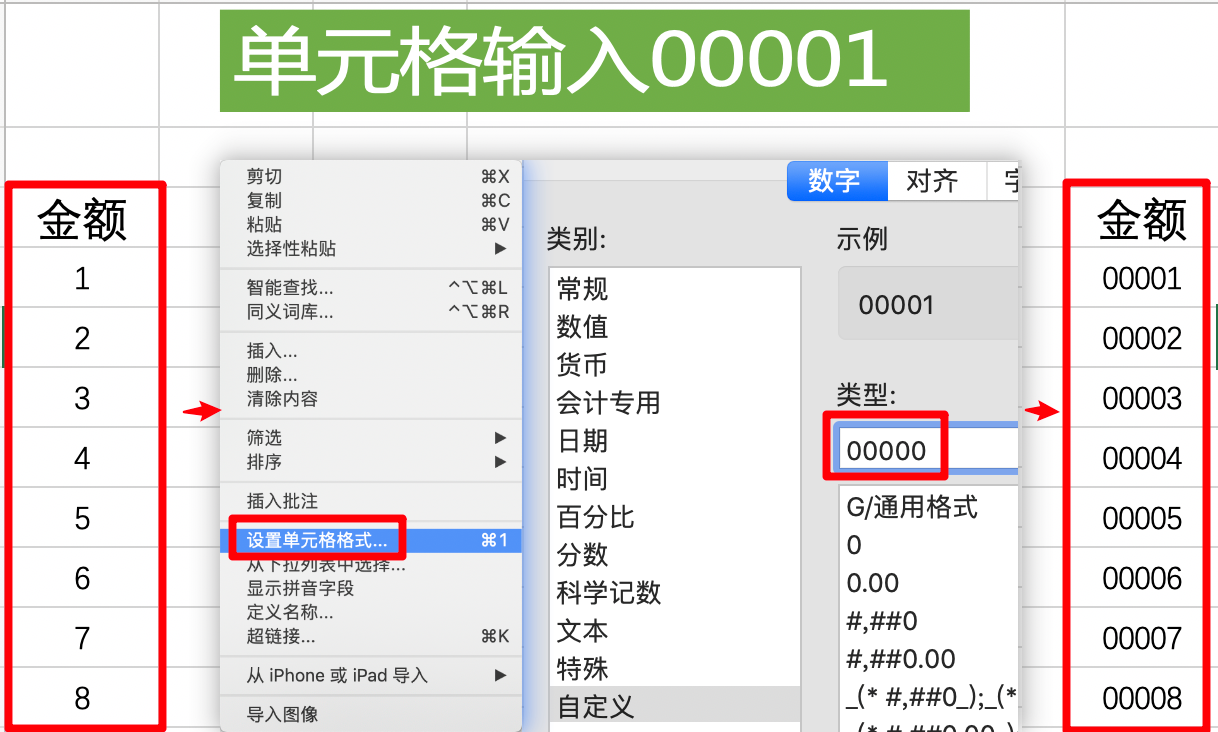 单元格输入00001
金额
1
2
3
4
5
6
7
8
剪切 ⌘X
复制 ⌘C
粘贴 ⌘V
选择性粘贴 ▶
智能查找... ^⌥⌘L
同义词库... ^⌥⌘R
插入...
删除...
清除内容
筛选 ▶
排序 ▶
插入批注
设置单元格格式... ⌘1
从下拉列表中选择...
显示拼音字段
定义名称...
超链接... ⌘K
从 iPhone 或 iPad 导入 ▶
导入图像
数字 对齐 字
类别:
常规
数值
货币
会计专用
日期
时间
百分比
分数
科学记数
文本
特殊
自定义
示例
00001
类型:
00000
G/通用格式
0
0.00
#,##0
#,##0.00
_(* #,##0_);_(*
金额
00001
00002
00003
00004
00005
00006
00007
00008